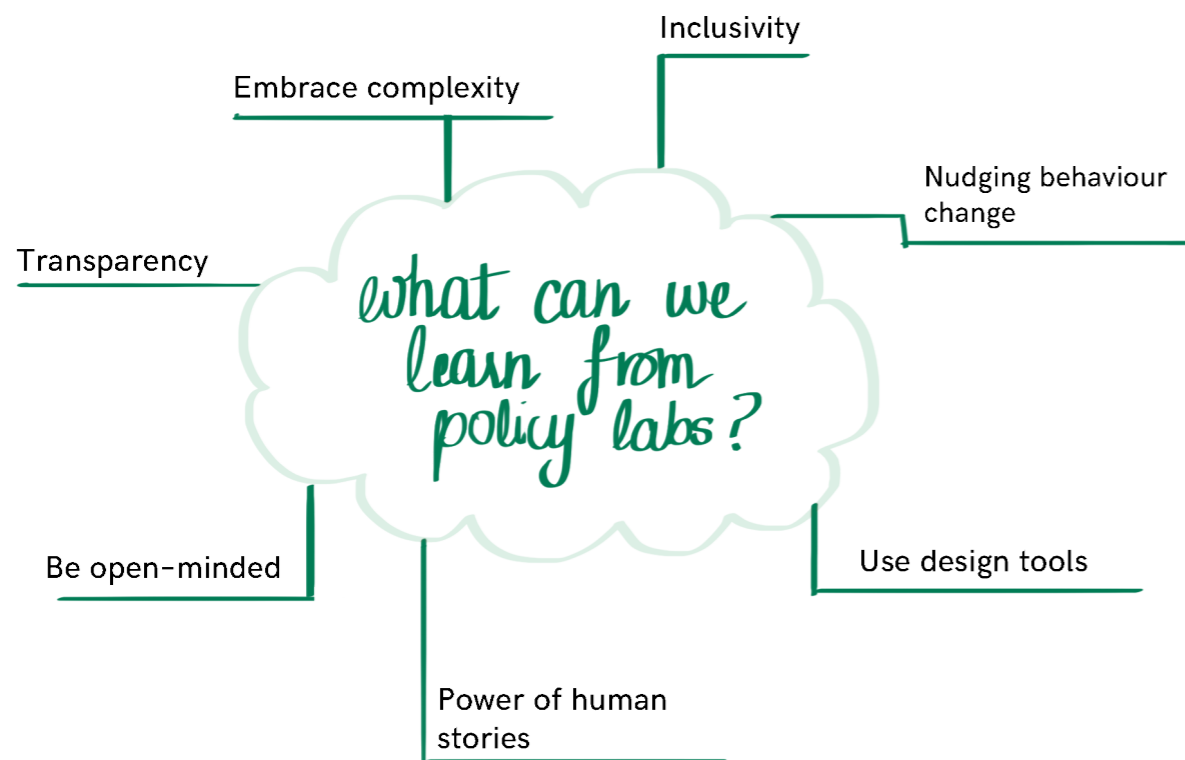 Inclusivity
Embrace complexity
Nudging behaviour
change
Transparency
what can we
learn from
policy labs?
Be open-minded
Use design tools
Power of human
stories